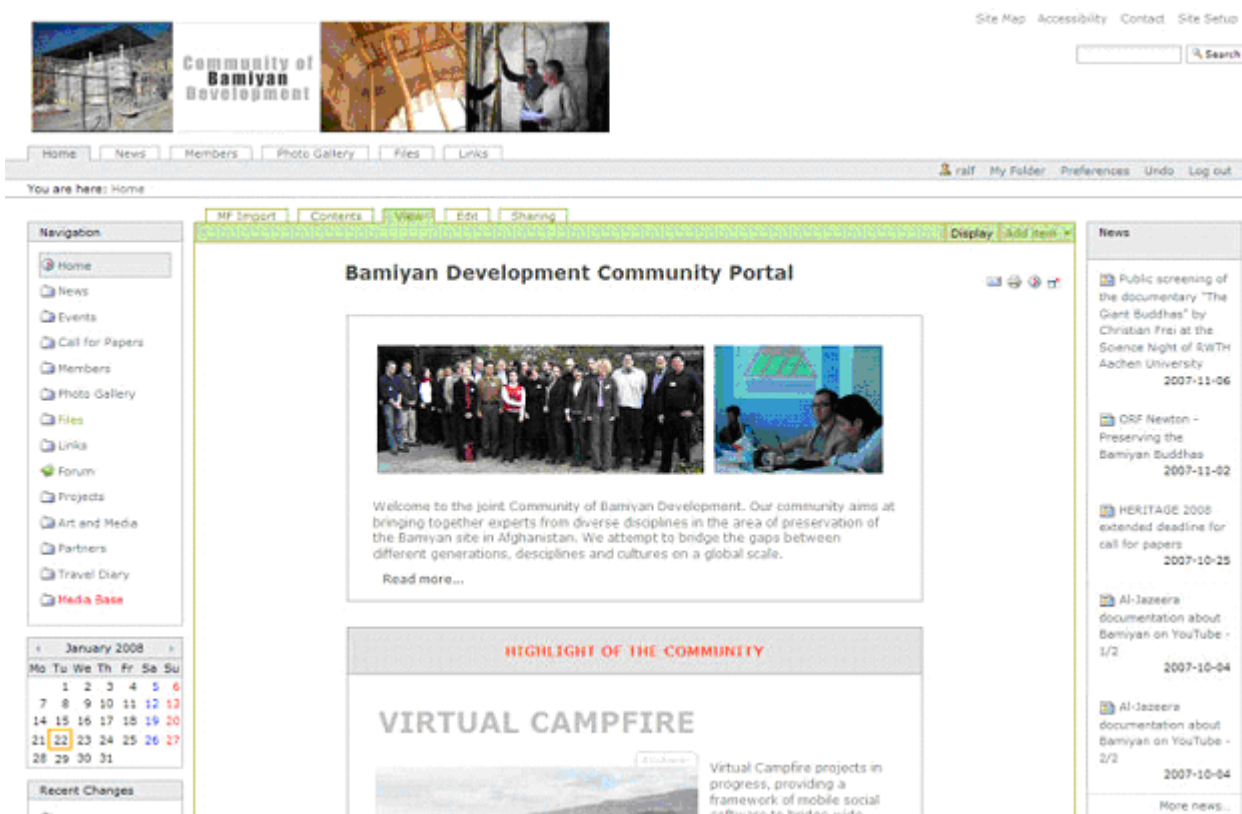 Site Map Accessibility Contact Site Setup
Community of
Bamiyan
Development
Search
Home News Members Photo Gallery Files Links
ralf My Folder Preferences Undo Log out
You are here: Home
MF Import Contents View Edit Sharing
Display Add item
Navigation
Home
News
Events
Call for Papers
Members
Photo Gallery
Files
Links
Forum
Projects
Art and Media
Partners
Travel Diary
Media Base
January 2008
Mo Tu We Th Fr Sa Su
1 2 3 4 5 6
7 8 9 10 11 12 13
14 15 16 17 18 19 20
21 22 23 24 25 26 27
28 29 30 31
Recent Changes
Bamiyan Development Community Portal
Welcome to the joint Community of Bamiyan Development. Our community aims at
bringing together experts from diverse disciplines in the area of preservation of
the Bamiyan site in Afghanistan. We attempt to bridge the gaps between
different generations, desciplines and cultures on a global scale.
Read more...
HIGHLIGHT OF THE COMMUNITY
VIRTUAL CAMPFIRE
Virtual Campfire projects in
progress, providing a
framework of mobile social
software to bridge wide
News
Public screening of
the documentary "The
Giant Buddhas" by
Christian Frei at the
Science Night of RWTH
Aachen University
2007-11-06
ORF Newton -
Preserving the
Bamiyan Buddhas
2007-11-02
HERITAGE 2008
extended deadline for
call for papers
2007-10-25
Al-Jazeera
documentation about
Bamiyan on YouTube -
1/2
2007-10-04
Al-Jazeera
documentation about
Bamiyan on YouTube -
2/2
2007-10-04
More news...